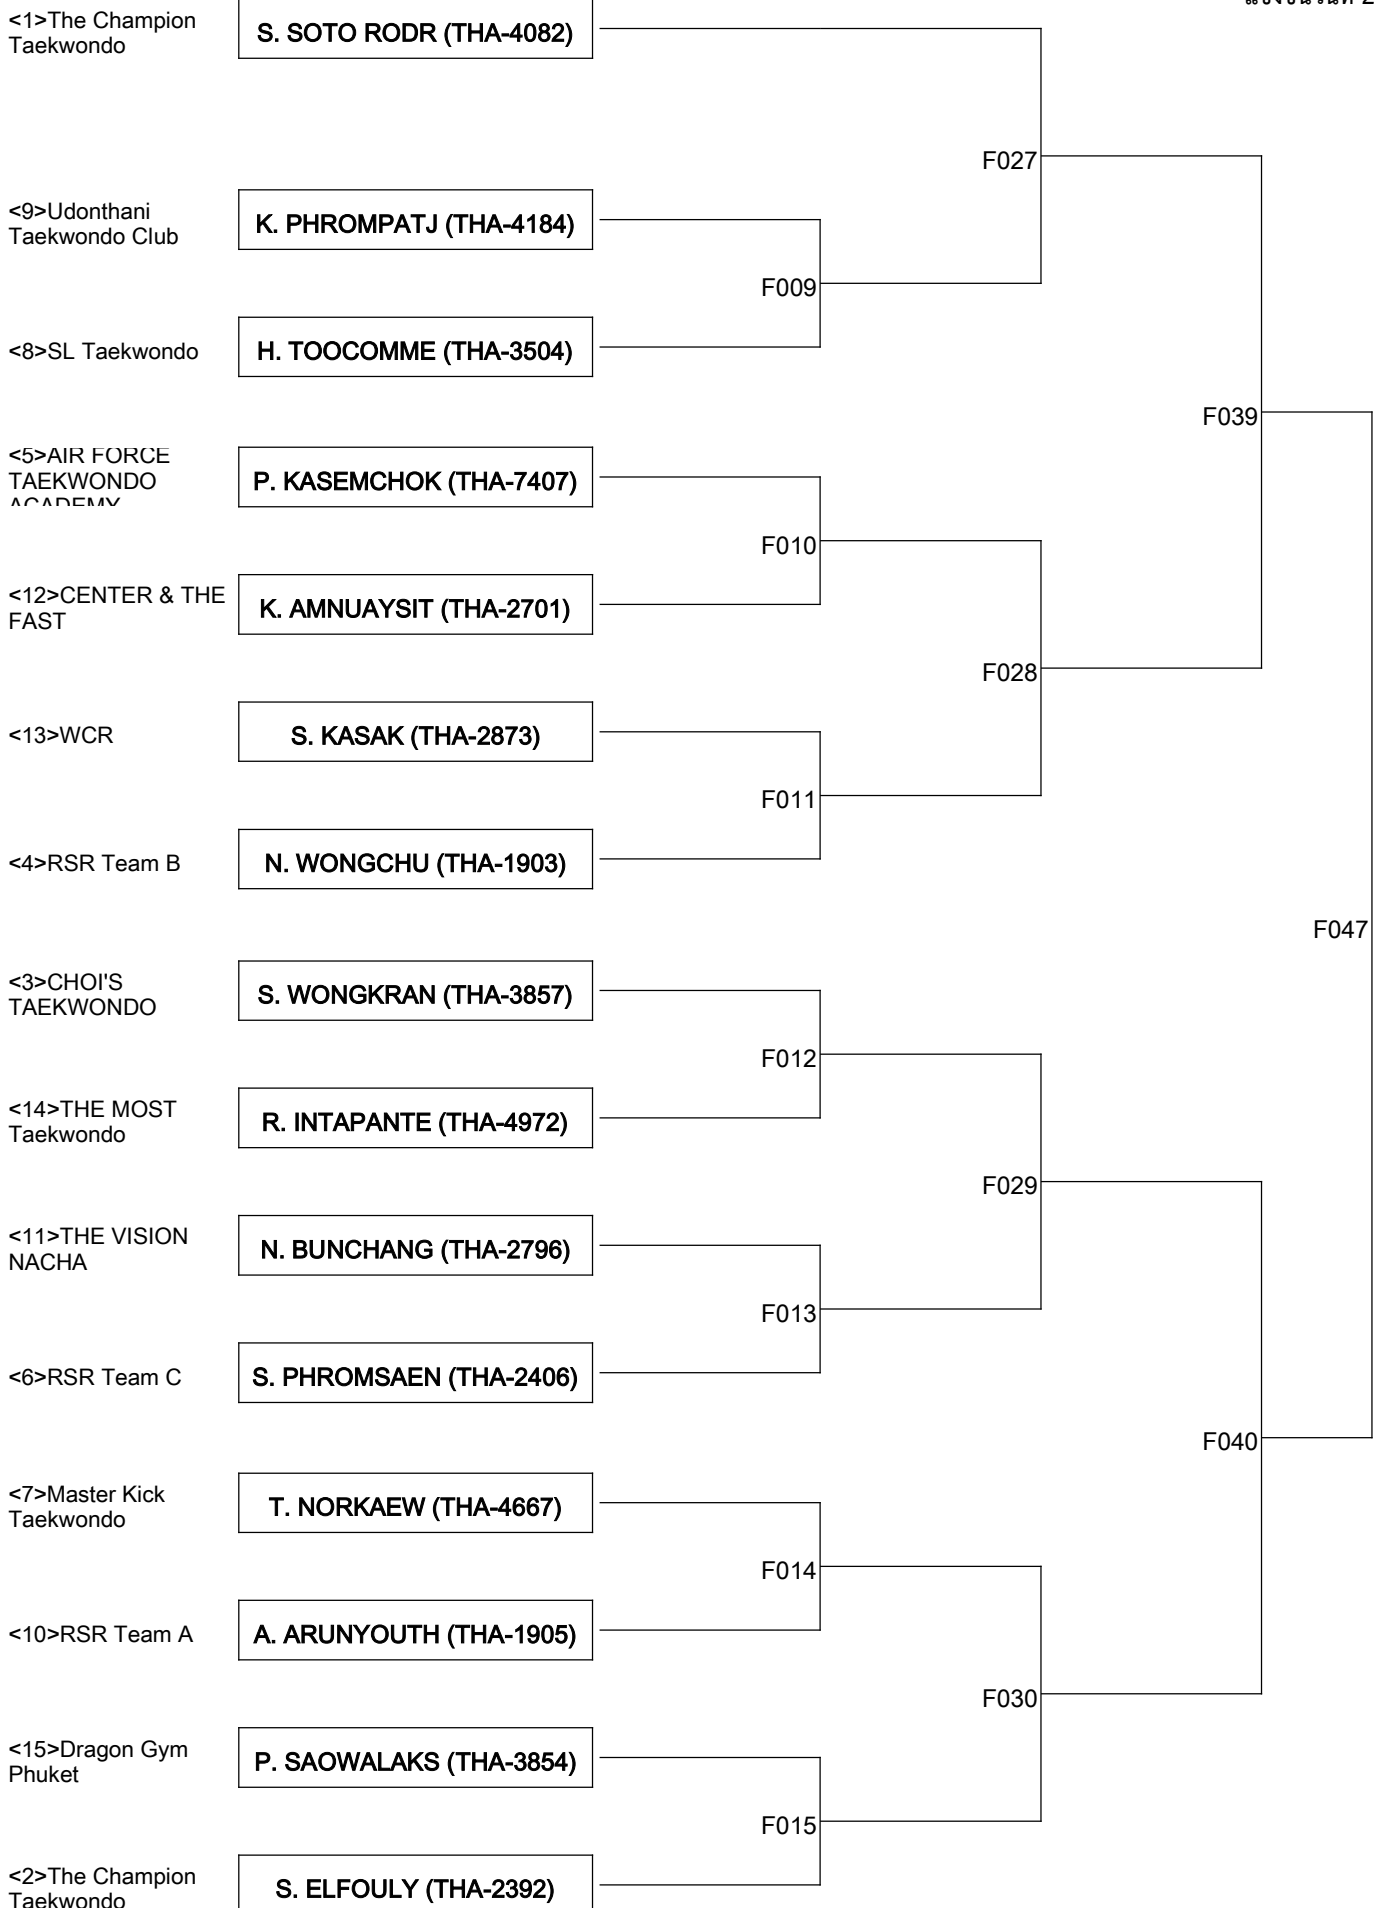 <1>The Champion
Taekwondo
S. SOTO RODR (THA-4082)
F027
<9>Udonthani
Taekwondo Club
K. PHROMPATJ (THA-4184)
F009
<8>SL Taekwondo
H. TOOCOMME (THA-3504)
F039
<5>AIR FORCE
TAEKWONDO
ACADEMY
P. KASEMCHOK (THA-7407)
F010
<12>CENTER & THE
FAST
K. AMNUAYSIT (THA-2701)
F028
<13>WCR
S. KASAK (THA-2873)
F011
<4>RSR Team B
N. WONGCHU (THA-1903)
F047
<3>CHOI'S
TAEKWONDO
S. WONGKRAN (THA-3857)
F012
<14>THE MOST
Taekwondo
R. INTAPANTE (THA-4972)
F029
<11>THE VISION
NACHA
N. BUNCHANG (THA-2796)
F013
<6>RSR Team C
S. PHROMSAEN (THA-2406)
F040
<7>Master Kick
Taekwondo
T. NORKAEW (THA-4667)
F014
<10>RSR Team A
A. ARUNYOUTH (THA-1905)
F030
<15>Dragon Gym
Phuket
P. SAOWALAKS (THA-3854)
F015
<2>The Champion
Taekwondo
S. ELFOULY (THA-2392)